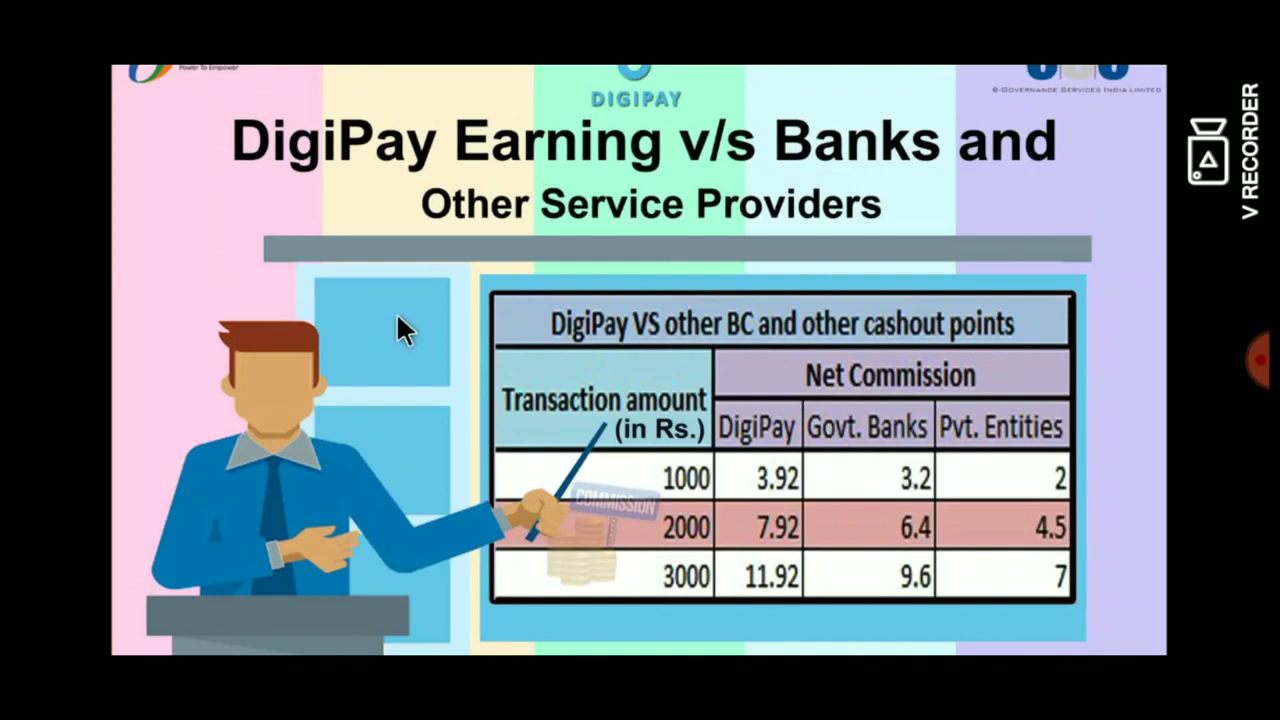 Power To Empower
DIGIPAY
e-Governance Services India Limited
DigiPay Earning v/s Banks and
Other Service Providers
DigiPay VS other BC and other cashout points
Transaction amount
(in Rs.)
Net Commission
DigiPay Govt. Banks Pvt. Entities
1000 3.92 3.2 2
2000 7.92 6.4 4.5
3000 11.92 9.6 7
COMMISSION
V RECORDER